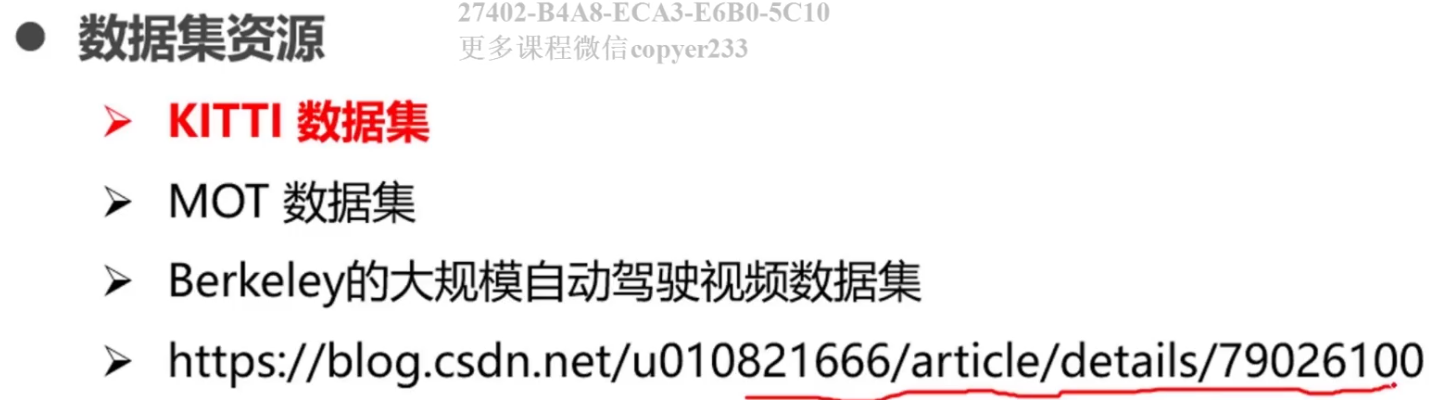 27402-B4A8-ECA3-E6B0-5C10
● 数据集资源
更多课程微信copyer233
➢ KITTI 数据集
➢ MOT 数据集
➢ Berkeley的大规模自动驾驶视频数据集
➢ https://blog.csdn.net/u010821666/article/details/79026100